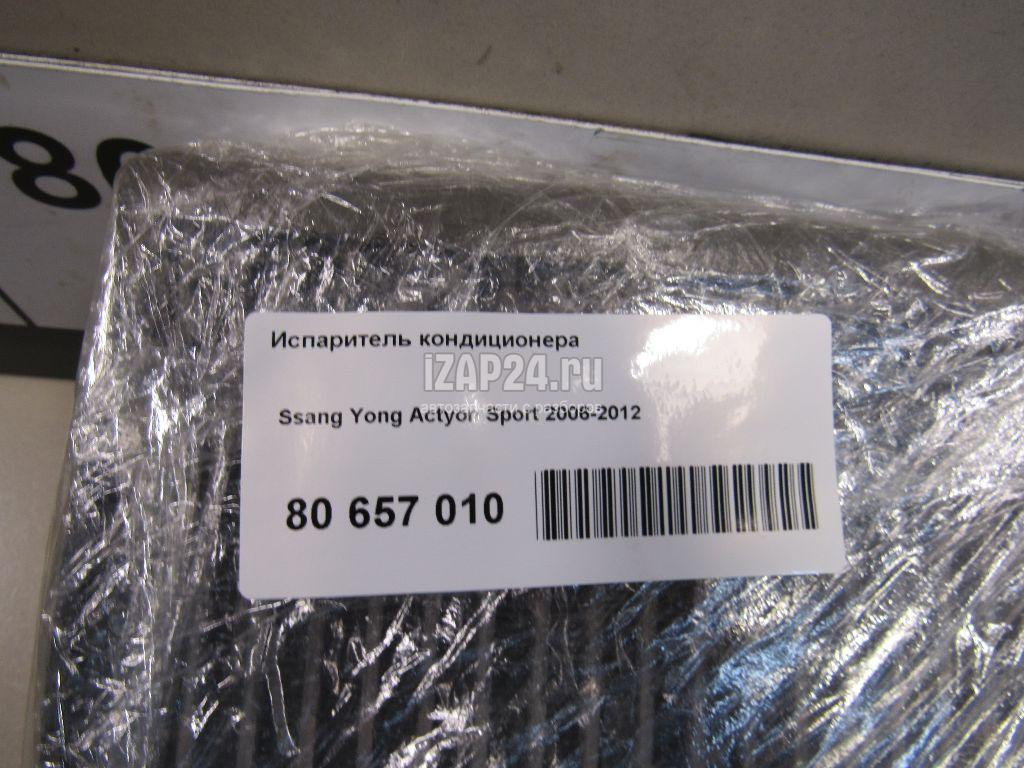 Испаритель кондиционера
iZAP24.ru
Ssang Yong Actyon Sport 2006-2012
80 657 010